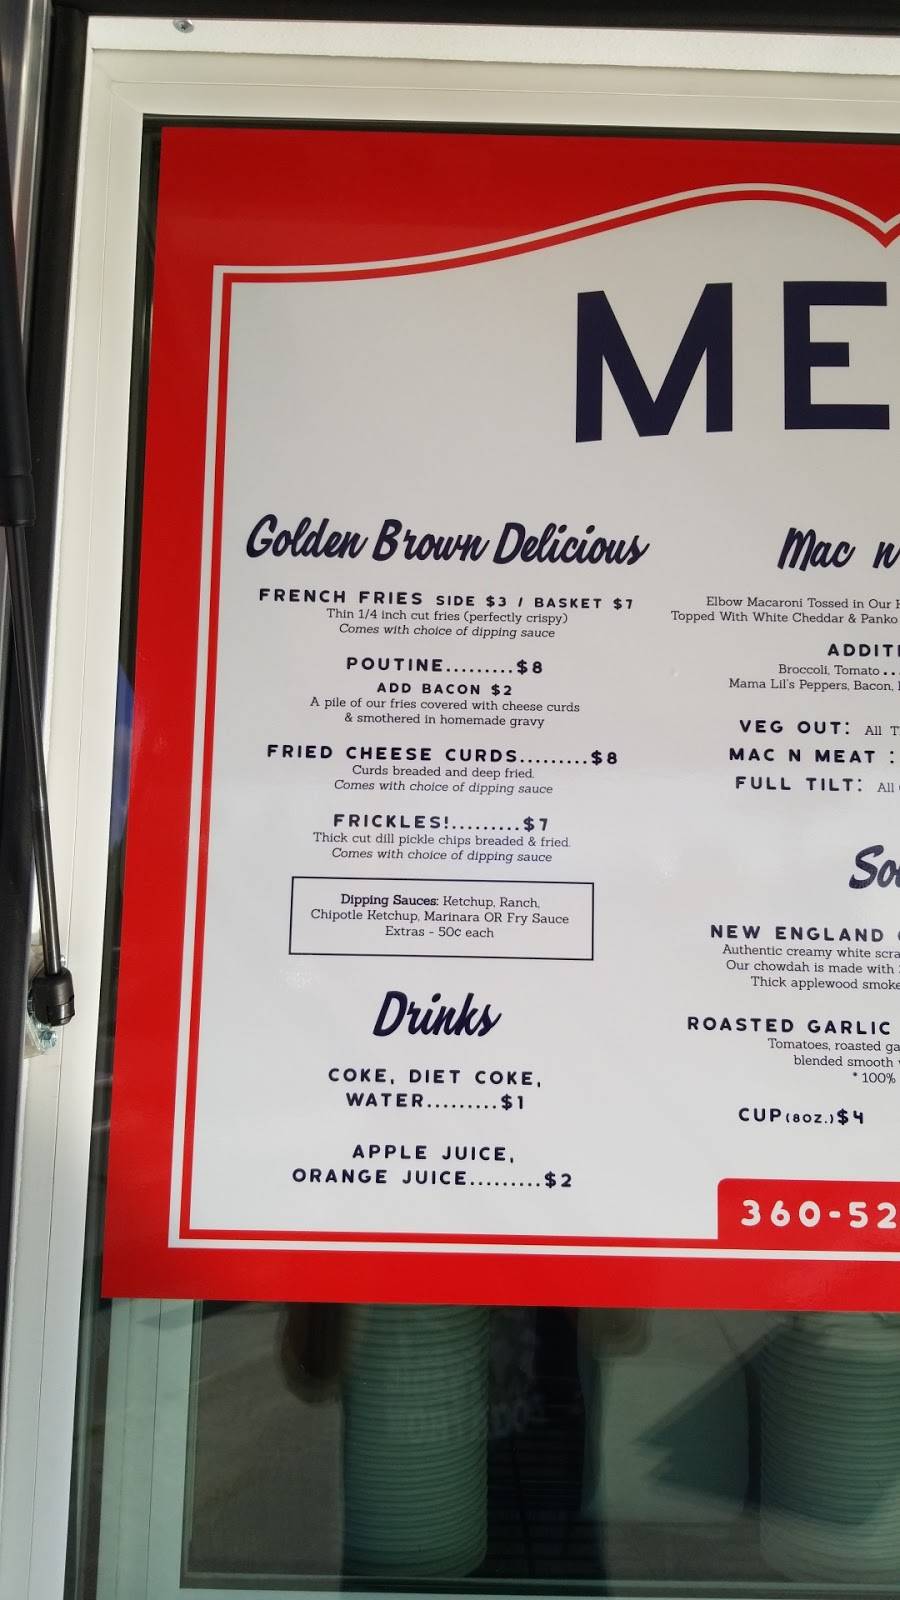 ME
Golden Brown Delicious
FRENCH FRIES SIDE $3 / BASKET $7
Thin 1/4 inch cut fries (perfectly crispy)
Comes with choice of dipping sauce
POUTINE.........$8
ADD BACON $2
A pile of our fries covered with cheese curds
& smothered in homemade gravy
FRIED CHEESE CURDS.........$8
Curds breaded and deep fried.
Comes with choice of dipping sauce
FRICKLES!.........$7
Thick cut dill pickle chips breaded & fried.
Comes with choice of dipping sauce
Dipping Sauces: Ketchup, Ranch,
Chipotle Ketchup, Marinara OR Fry Sauce
Extras - 50¢ each
Drinks
COKE, DIET COKE,
WATER.........$1
APPLE JUICE,
ORANGE JUICE.........$2
Mac n
Elbow Macaroni Tossed in Our
Topped With White Cheddar & Panko
ADDITI
Broccoli, Tomato...
Mama Lil's Peppers, Bacon,
VEG OUT: All
MAC N MEAT :
FULL TILT: All
So
NEW ENGLAND
Authentic creamy white
Our chowdah is made with
Thick applewood smoke
ROASTED GARLIC
Tomatoes, roasted ga
blended smooth
* 100%
CUP(8OZ.)$4
360-52